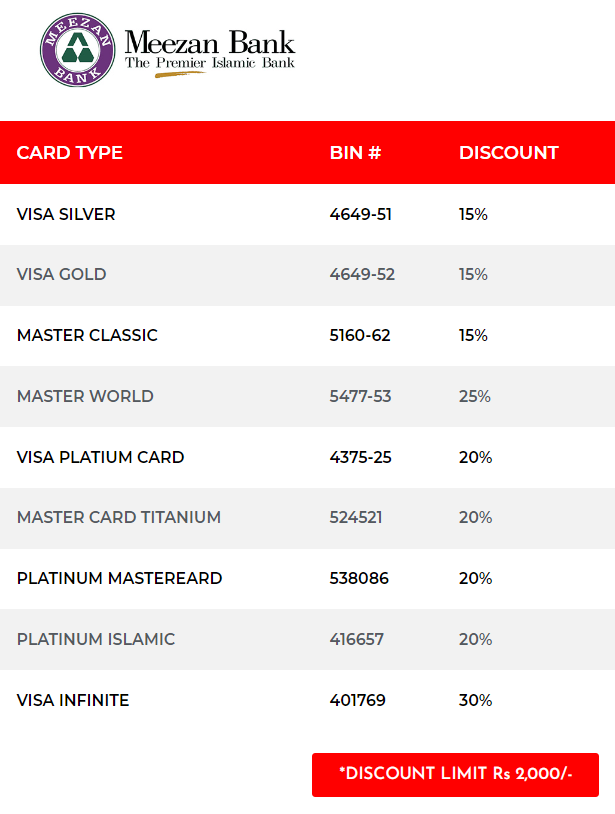 MEEZAN
BANK
Meezan Bank
The Premier Islamic Bank
CARD TYPE BIN # DISCOUNT
VISA SILVER 4649-51 15%
VISA GOLD 4649-52 15%
MASTER CLASSIC 5160-62 15%
MASTER WORLD 5477-53 25%
VISA PLATIUM CARD 4375-25 20%
MASTER CARD TITANIUM 524521 20%
PLATINUM MASTEREARD 538086 20%
PLATINUM ISLAMIC 416657 20%
VISA INFINITE 401769 30%
*DISCOUNT LIMIT Rs 2,000/-